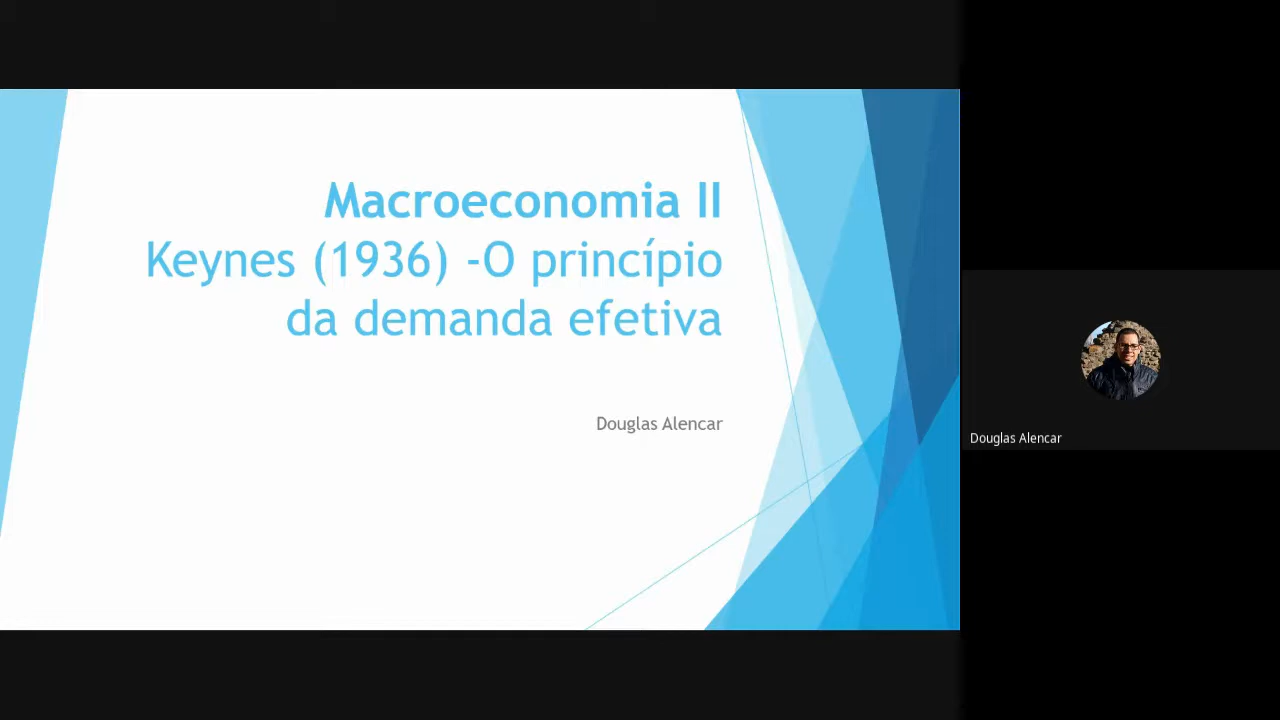 Macroeconomia II
Keynes (1936) -O princípio
da demanda efetiva
Douglas Alencar
Douglas Alencar